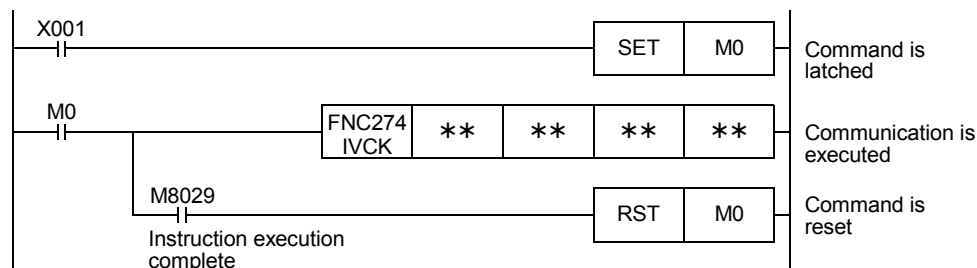 X001
SET M0
Command is
latched
M0
FNC274
IVCK
** ** ** **
Communication is
executed
M8029
Instruction execution
complete
RST M0
Command is
reset